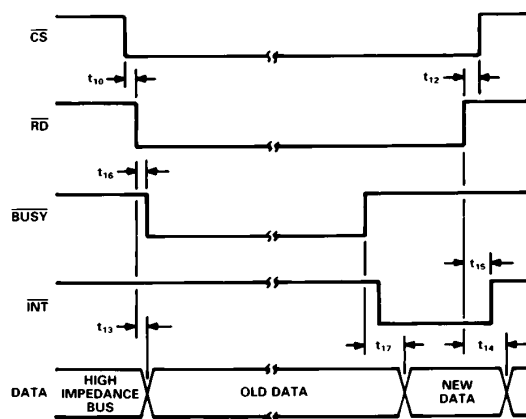 CS
t10
t12
RD
t16
BUSY
t15
INT
t13
t17
t14
DATA
HIGH IMPEDANCE BUS
OLD DATA
NEW DATA